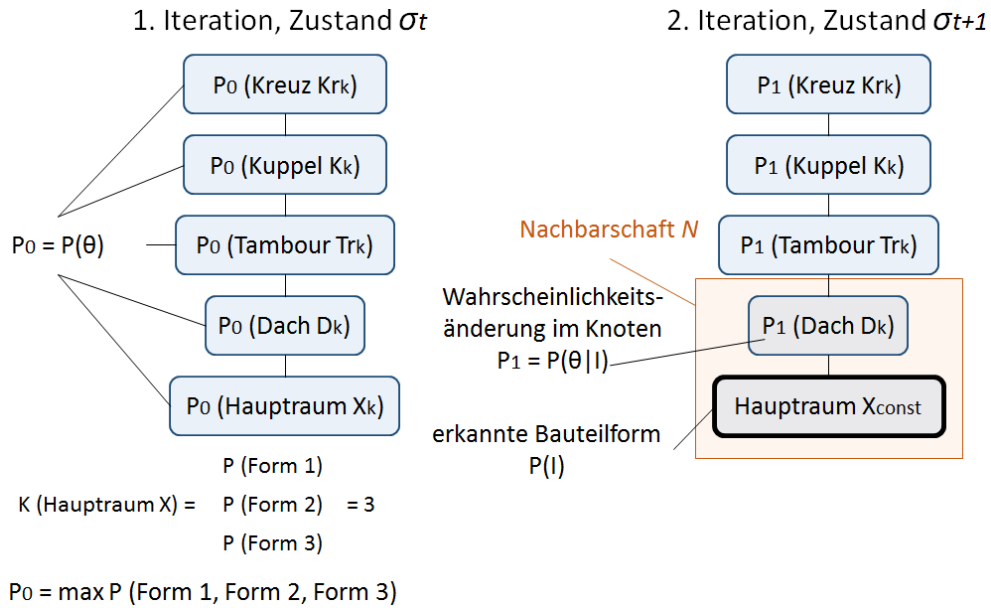 1. Iteration, Zustand σt
P0 (Kreuz Krk)
P0 (Kuppel Kk)
P0 = P(θ)
P0 (Tambour Trk)
P0 (Dach Dk)
P0 (Hauptraum Xk)
P (Form 1)
K (Hauptraum X) = P (Form 2) = 3
P (Form 3)
P0 = max P (Form 1, Form 2, Form 3)
2. Iteration, Zustand σt+1
P1 (Kreuz Krk)
P1 (Kuppel Kk)
Nachbarschaft N
P1 (Tambour Trk)
Wahrscheinlichkeits-
änderung im Knoten
P1 = P(θ|I)
P1 (Dach Dk)
Hauptraum Xconst
erkannte Bauteilform
P(I)